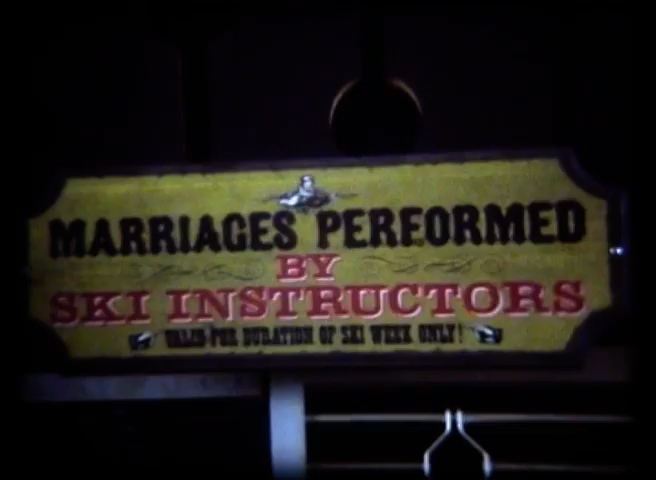 MARRIAGES PERFORMED
BY
SKI INSTRUCTORS
VALID FOR DURATION OF SKI WEEK ONLY!